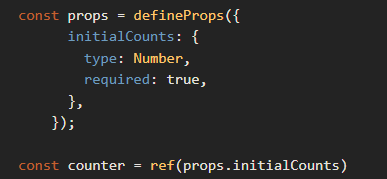 const props = defineProps({
initialCounts: {
type: Number,
required: true,
},
});
const counter = ref(props.initialCounts)